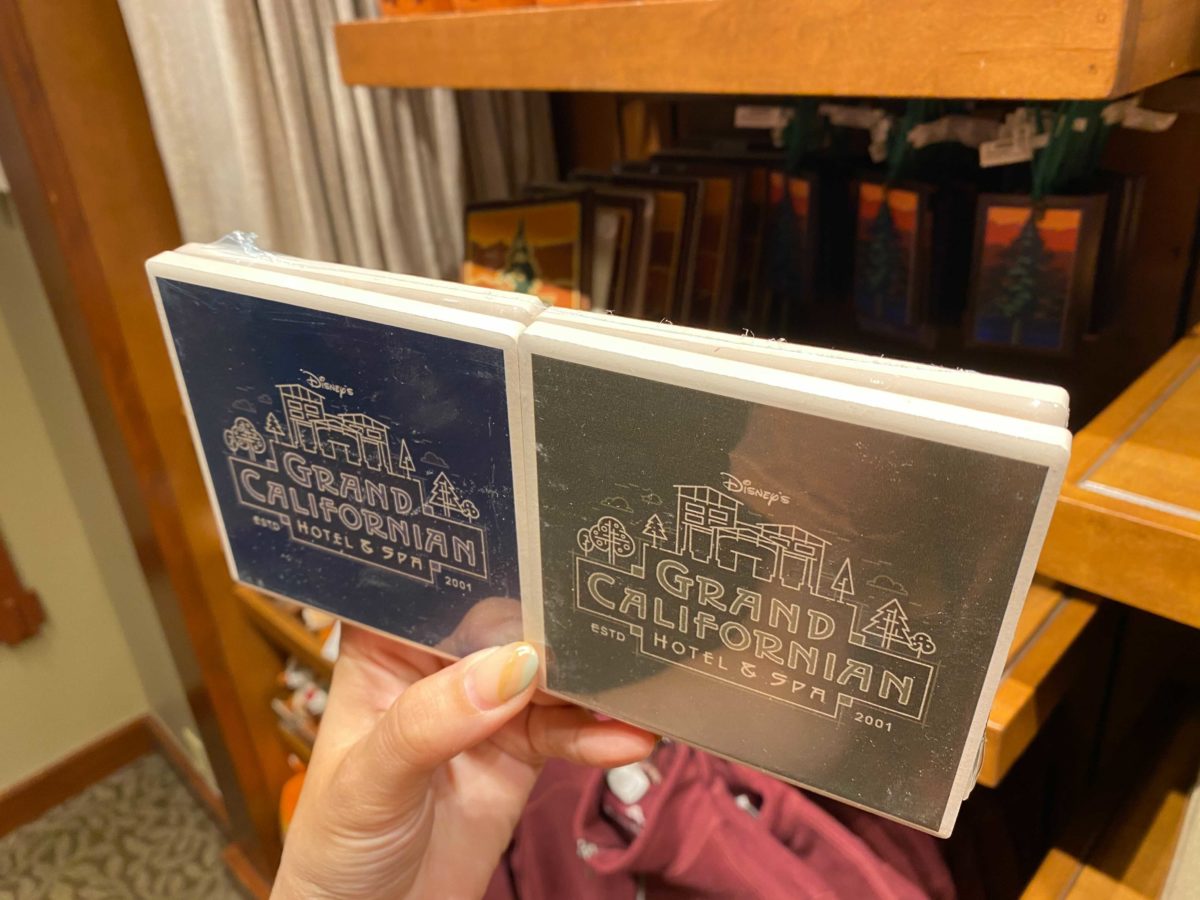 Disney's
GRAND
CALIFORNIAN
ESTD
HOTEL & SPA
2001
Disney's
GRAND
CALIFORNIAN
ESTD
HOTEL & SPA
2001